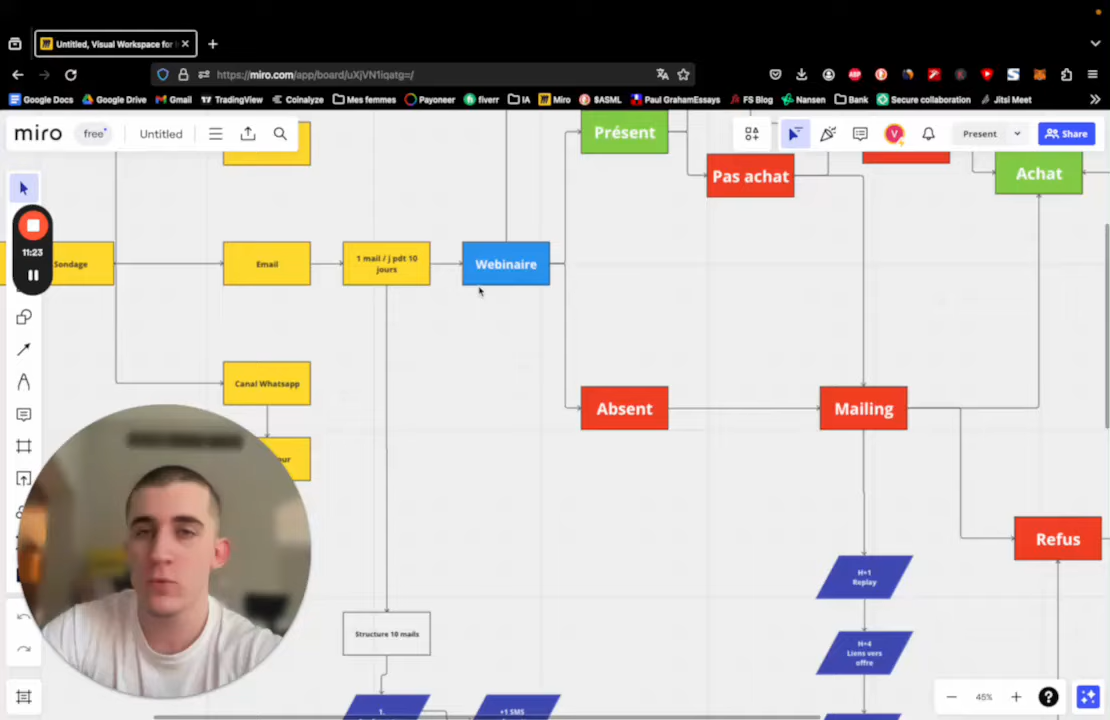 Untitled, Visual Workspace for
https://miro.com/app/board/uXjVN1iqatg=/
Google Docs
Google Drive
Gmail
TradingView
Coinalyze
Mes femmes
Payoneer
fiverr
IA
Miro
$ASML
Paul GrahamEssays
FS Blog
Nansen
Bank
Secure collaboration
Jitsi Meet
miro
free
Untitled
V
Present
Share
Présent
Pas achat
Achat
11:23
Sondage
Email
1 mail / j pdt 10
jours
Webinaire
Canal Whatsapp
Absent
Mailing
Refus
H+1
Replay
Structure 10 mails
H+4
Liens vers
offre
1.
+1 SMS
45%